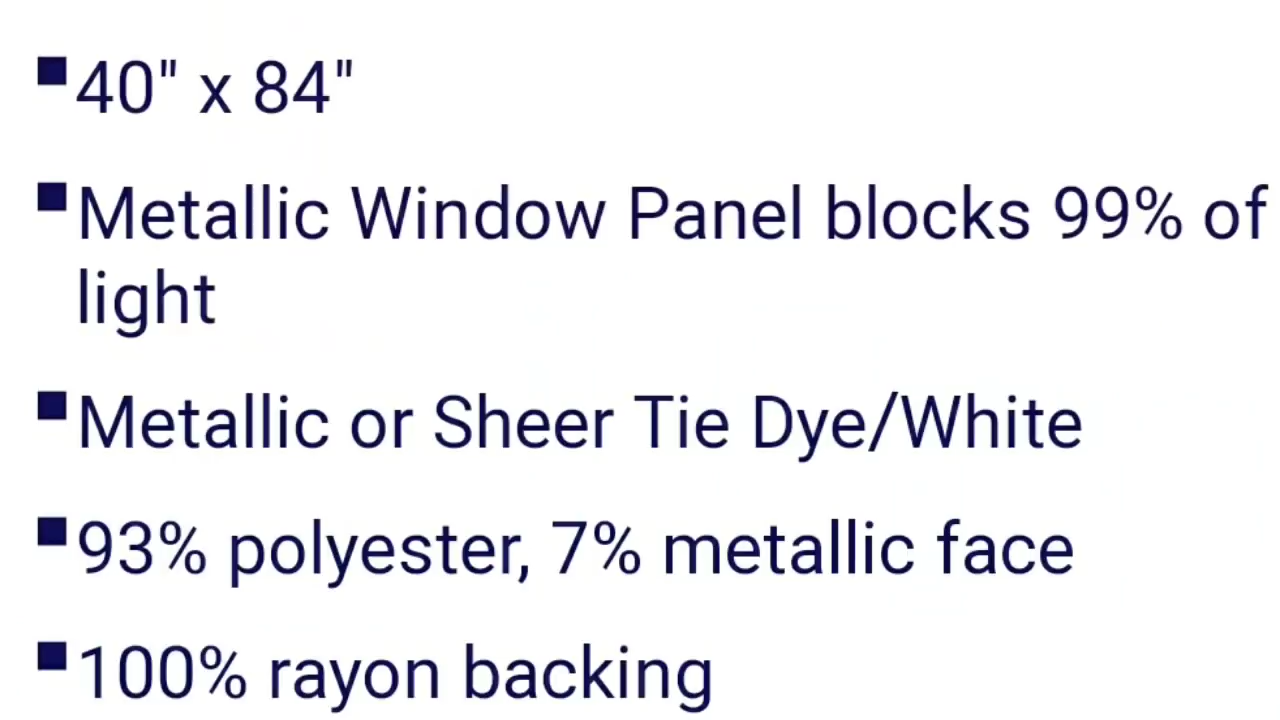 40" x 84"
Metallic Window Panel blocks 99% of
light
Metallic or Sheer Tie Dye/White
93% polyester, 7% metallic face
100% rayon backing